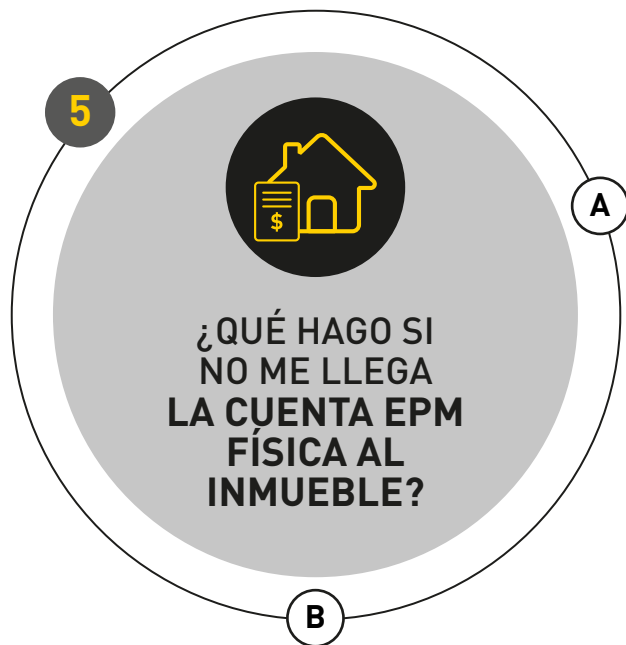 5
$
A
¿QUÉ HAGO SI
NO ME LLEGA
LA CUENTA EPM
FÍSICA AL
INMUEBLE?
B